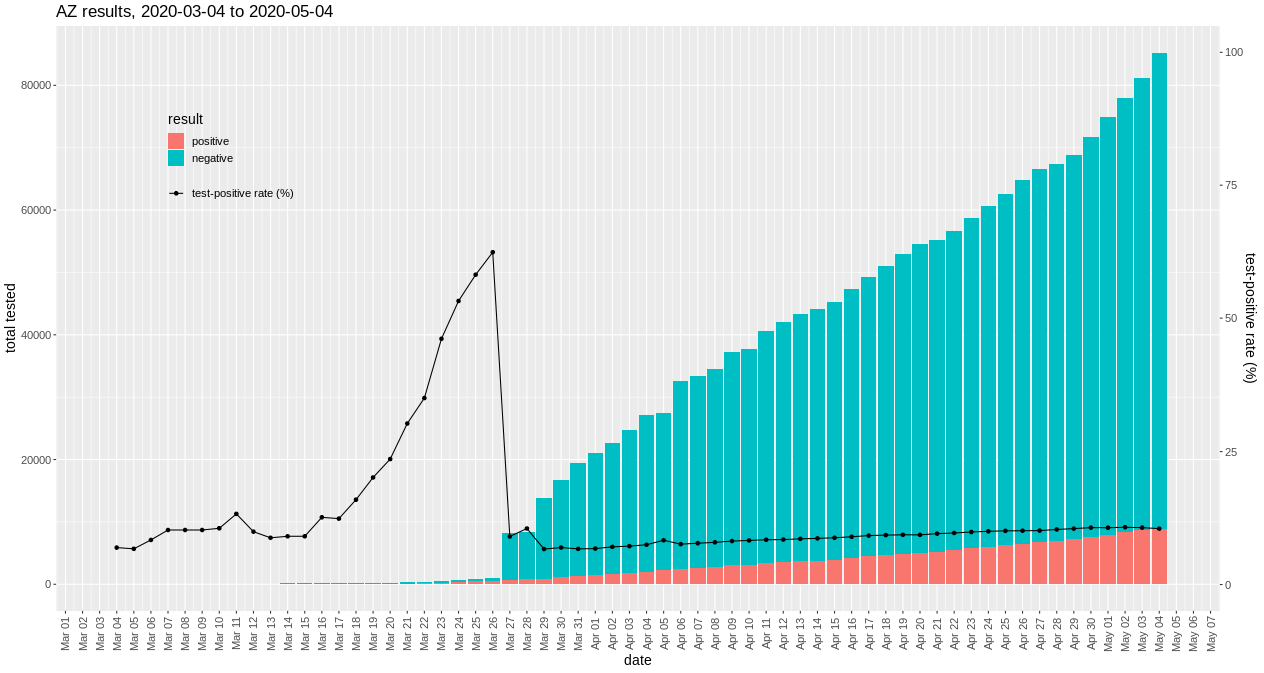 AZ results, 2020-03-04 to 2020-05-04
total tested
80000
60000
40000
20000
0
result
positive
negative
test-positive rate (%)
100
75
50
25
0
test-positive rate (%)
Mar 01
Mar 02
Mar 03
Mar 04
Mar 05
Mar 06
Mar 07
Mar 08
Mar 09
Mar 10
Mar 11
Mar 12
Mar 13
Mar 14
Mar 15
Mar 16
Mar 17
Mar 18
Mar 19
Mar 20
Mar 21
Mar 22
Mar 23
Mar 24
Mar 25
Mar 26
Mar 27
Mar 28
Mar 29
Mar 30
Mar 31
Apr 01
Apr 02
Apr 03
Apr 04
Apr 05
Apr 06
Apr 07
Apr 08
Apr 09
Apr 10
Apr 11
Apr 12
Apr 13
Apr 14
Apr 15
Apr 16
Apr 17
Apr 18
Apr 19
Apr 20
Apr 21
Apr 22
Apr 23
Apr 24
Apr 25
Apr 26
Apr 27
Apr 28
Apr 29
Apr 30
May 01
May 02
May 03
May 04
May 05
May 06
May 07
date